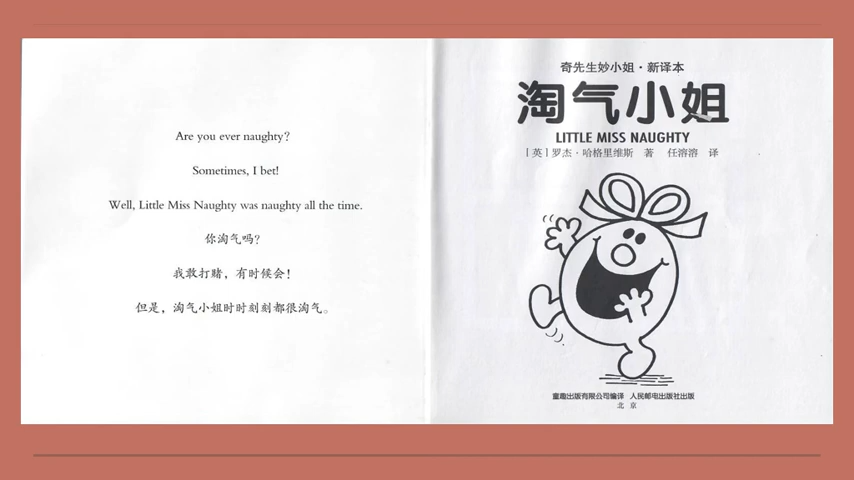 Are you ever naughty?
Sometimes, I bet!
Well, Little Miss Naughty was naughty all the time.
你淘气吗？
我敢打赌，有时候会！
但是，淘气小姐时时刻刻都很淘气。
奇先生妙小姐·新译本
淘气小姐
LITTLE MISS NAUGHTY
［英］罗杰·哈格里维斯 著 任溶溶 译
童趣出版有限公司编译 人民邮电出版社出版
北京